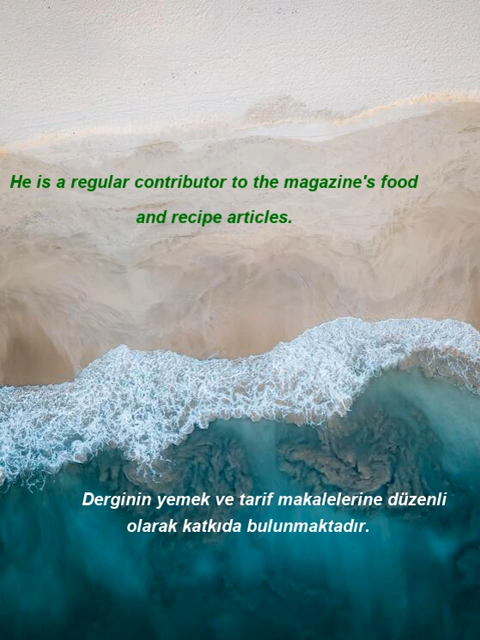 He is a regular contributor to the magazine's food
and recipe articles.
Derginin yemek ve tarif makalelerine düzenli
olarak katkıda bulunmaktadır.